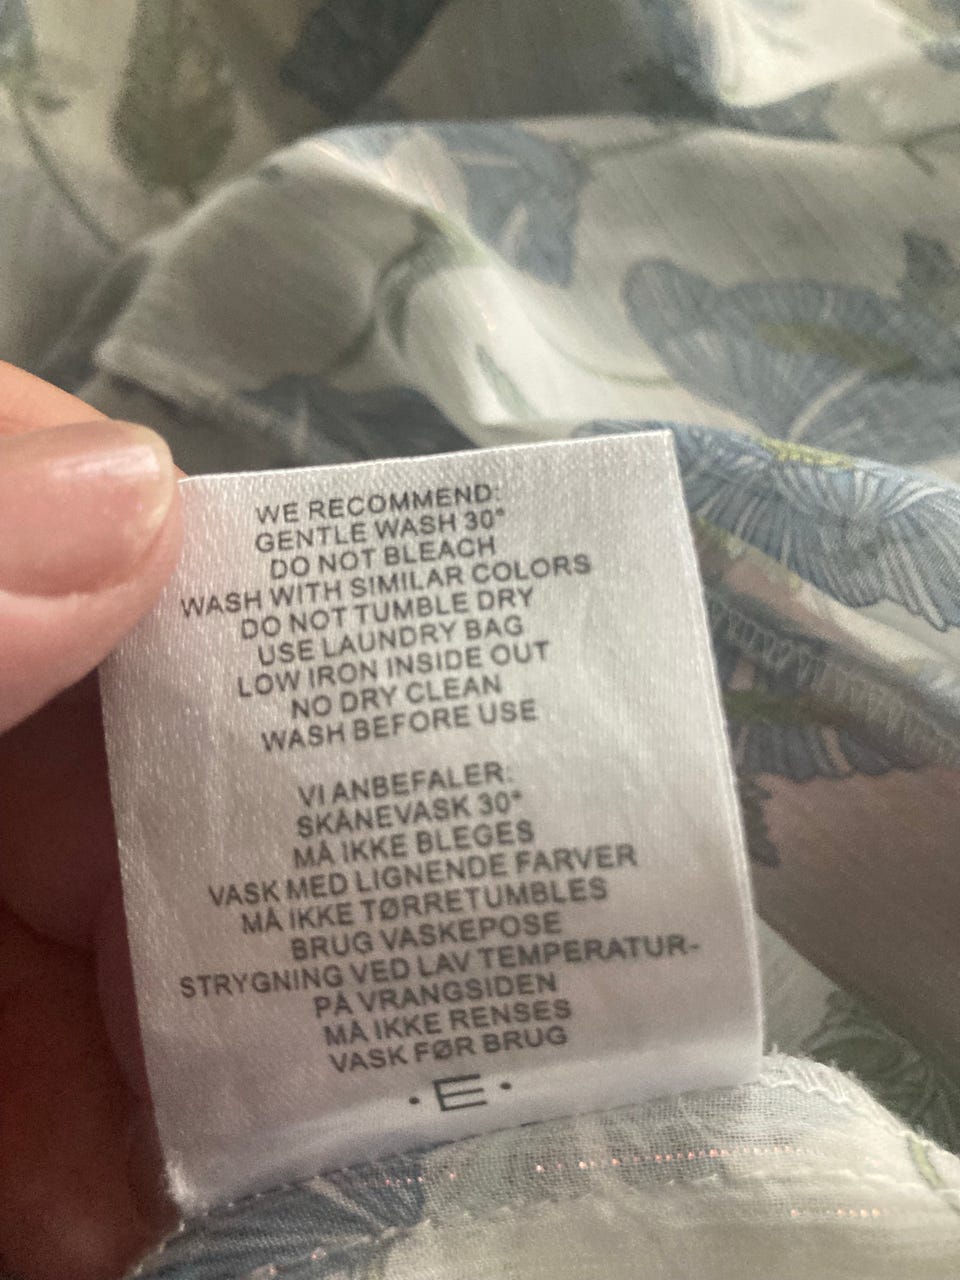 WE RECOMMEND:
GENTLE WASH 30°
DO NOT BLEACH
WASH WITH SIMILAR COLORS
DO NOT TUMBLE DRY
USE LAUNDRY BAG
LOW IRON INSIDE OUT
NO DRY CLEAN
WASH BEFORE USE
VI ANBEFALER:
SKÅNEVASK 30°
MÅ IKKE BLEGES
VASK MED LIGNENDE FARVER
MÅ IKKE TØRRETUMBLES
BRUG VASKEPOSE
STRYGNING VED LAV TEMPERATUR-
PÅ VRANGSIDEN
MÅ IKKE RENSES
VASK FØR BRUG
· E ·